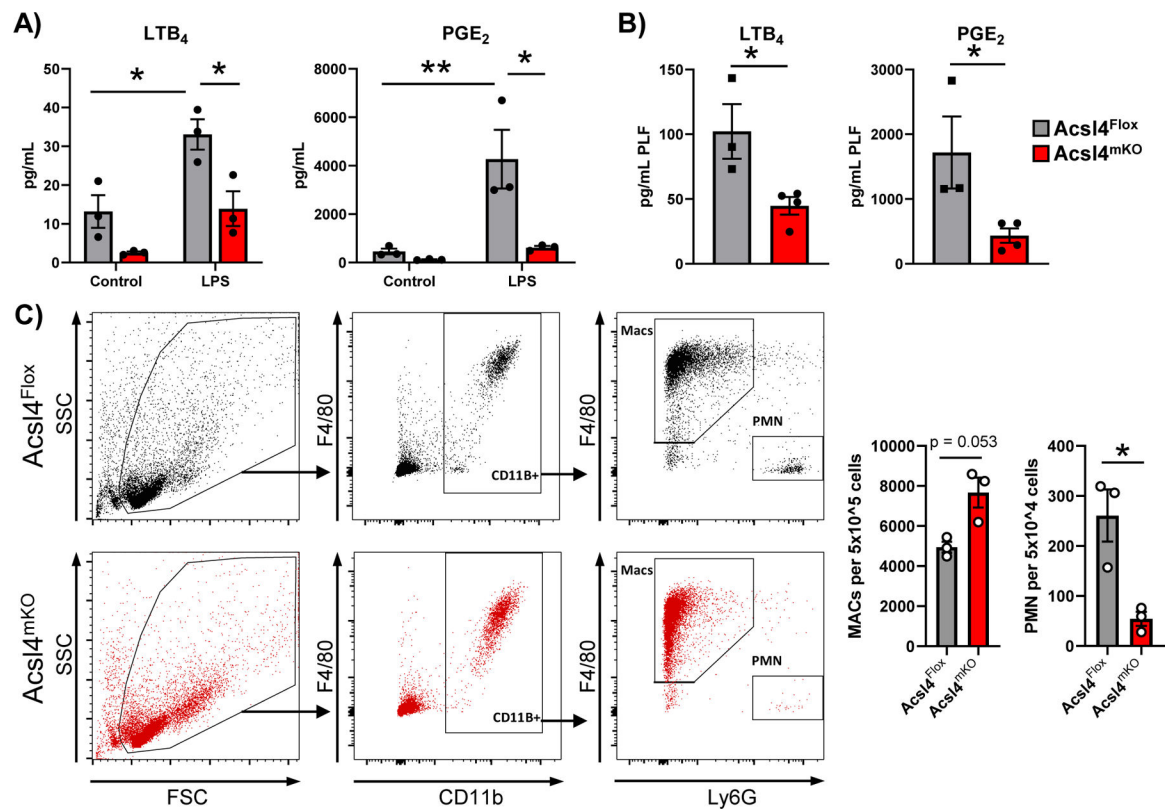 A)
LTB4
PGE2
B)
LTB4
PGE2
pg/mL
50
40
30
20
10
0
*
*
Control
LPS
pg/mL
8000
6000
4000
2000
0
**
*
Control
LPS
pg/mL PLF
150
100
50
0
*
pg/mL PLF
3000
2000
1000
0
*
Acsl4Flox
Acsl4mKO
C)
Acsl4Flox
SSC
F4/80
CD11B+
F4/80
Macs
PMN
Acsl4mKO
SSC
F4/80
CD11B+
F4/80
Macs
PMN
FSC
CD11b
Ly6G
MACs per 5x10^5 cells
10000
8000
6000
4000
2000
0
p = 0.053
Acsl4Flox
Acsl4mKO
PMN per 5x10^4 cells
400
300
200
100
0
*
Acsl4Flox
Acsl4mKO